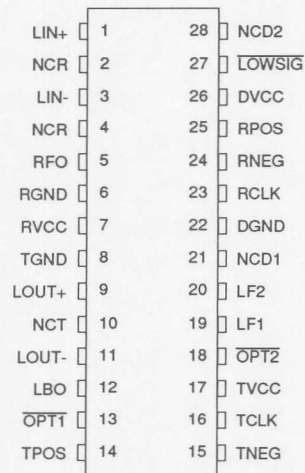 LIN+ 1 28 NCD2
NCR 2 27 LOWSIG
LIN- 3 26 DVCC
NCR 4 25 RPOS
RFO 5 24 RNEG
RGND 6 23 RCLK
RVCC 7 22 DGND
TGND 8 21 NCD1
LOUT+ 9 20 LF2
NCT 10 19 LF1
LOUT- 11 18 OPT2
LBO 12 17 TVCC
OPT1 13 16 TCLK
TPOS 14 15 TNEG